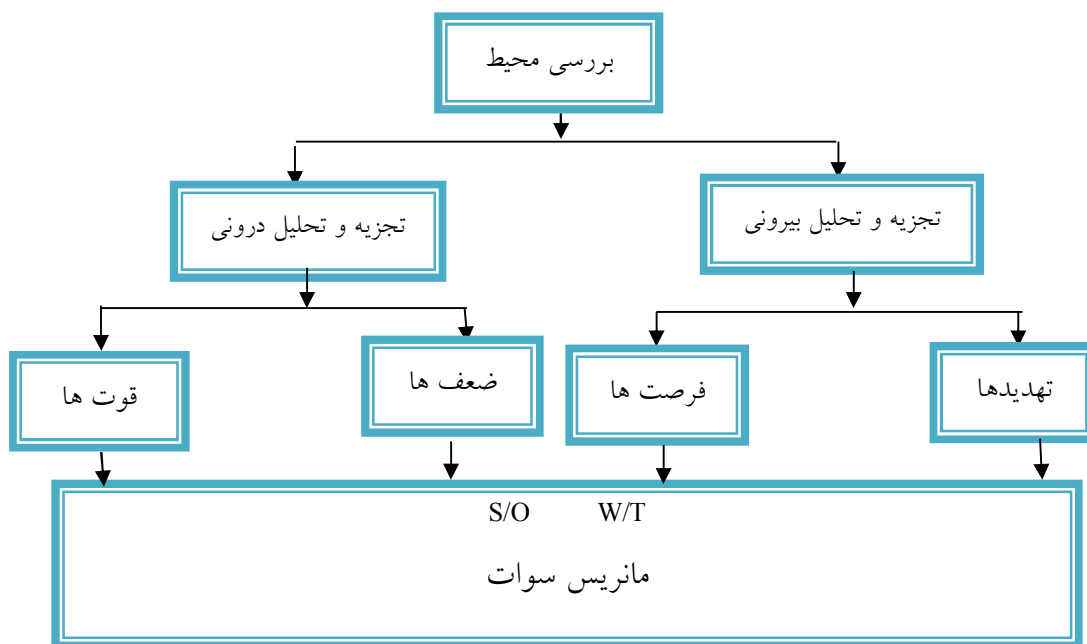 بررسی محیط
تجزیه و تحلیل بیرونی
تجزیه و تحلیل درونی
تهدیدها
فرصت ها
ضعف ها
قوت ها
S/O W/T
مانریس سوات